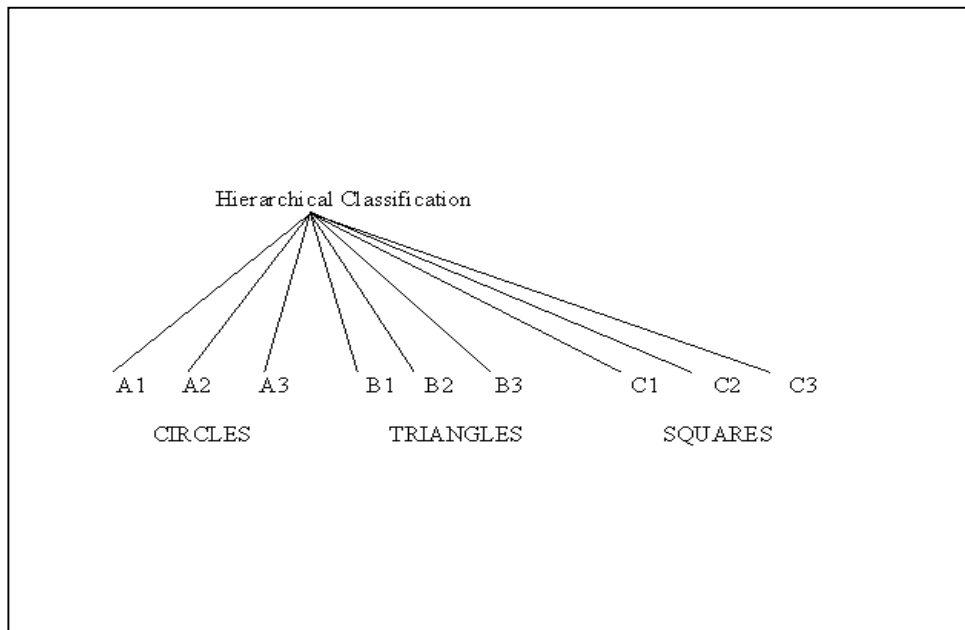 Hierarchical Classification
A1 A2 A3 B1 B2 B3 C1 C2 C3
CIRCLES TRIANGLES SQUARES